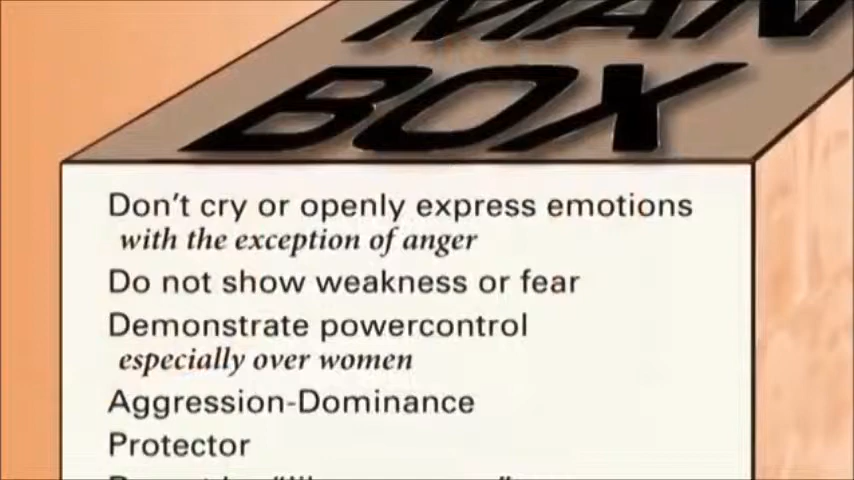 MAN
BOX
Don't cry or openly express emotions
with the exception of anger
Do not show weakness or fear
Demonstrate powercontrol
especially over women
Aggression-Dominance
Protector